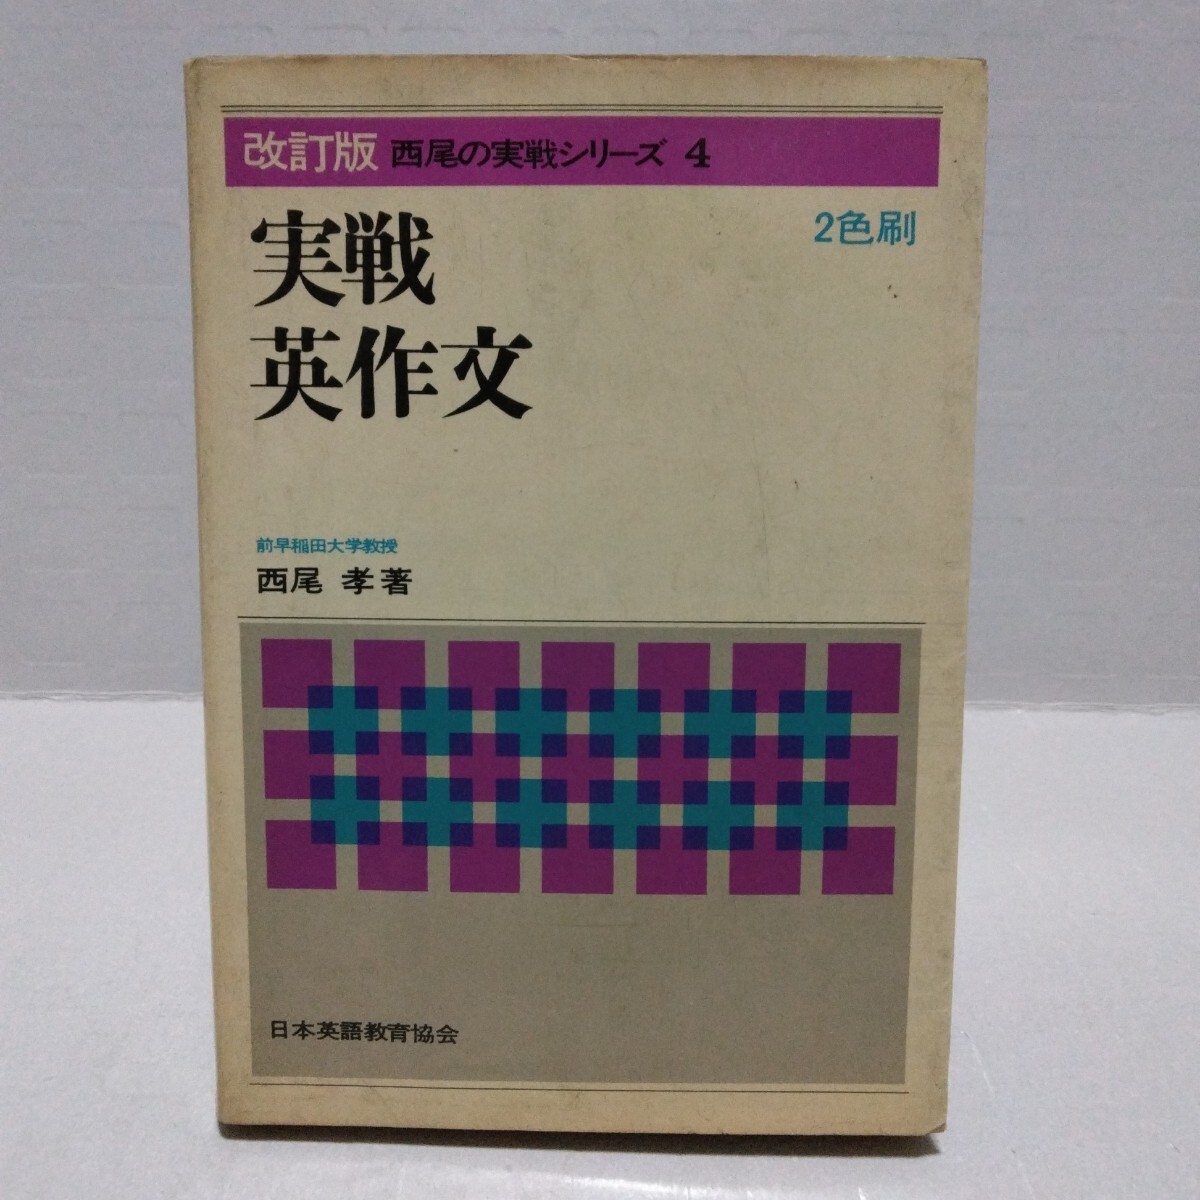 改訂版 西尾の実戦シリーズ 4
2色刷
実戦
英作文
前早稲田大学教授
西尾 孝著
日本英語教育協会